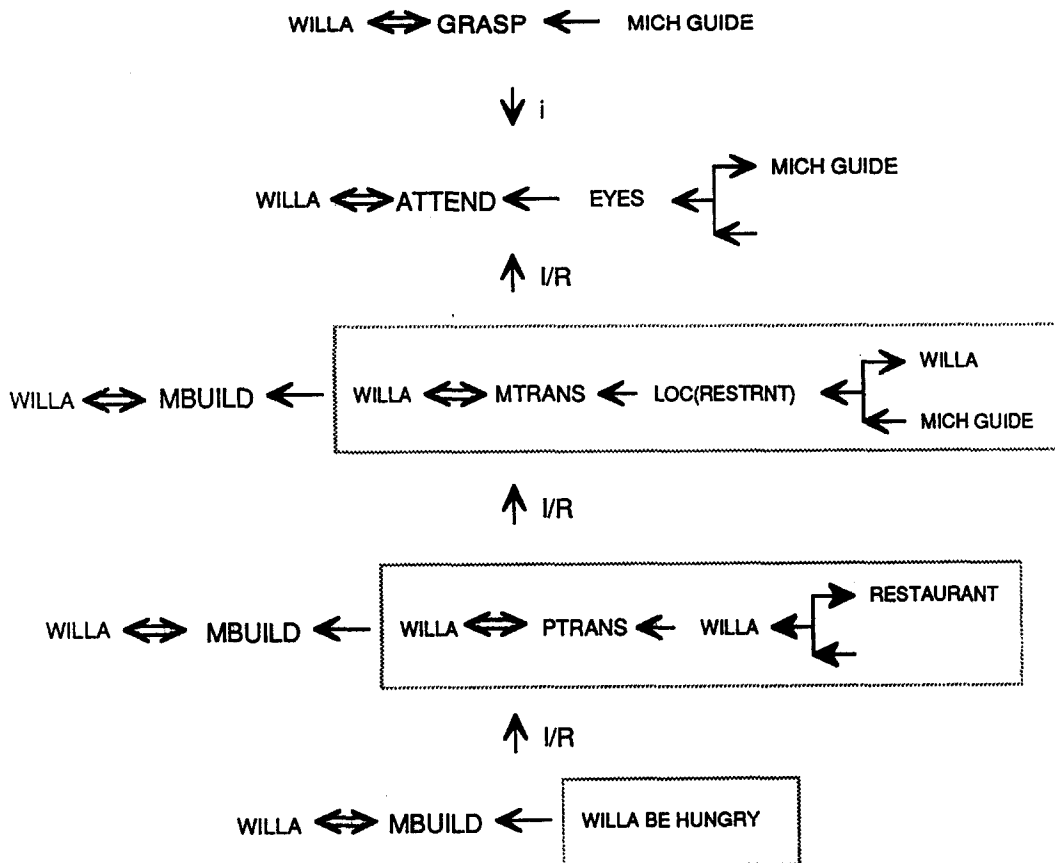 WILLA GRASP MICH GUIDE
i
MICH GUIDE
WILLA ATTEND EYES
I/R
WILLA
WILLA MBUILD WILLA MTRANS LOC(RESTRNT)
MICH GUIDE
I/R
RESTAURANT
WILLA MBUILD WILLA PTRANS WILLA
I/R
WILLA MBUILD WILLA BE HUNGRY